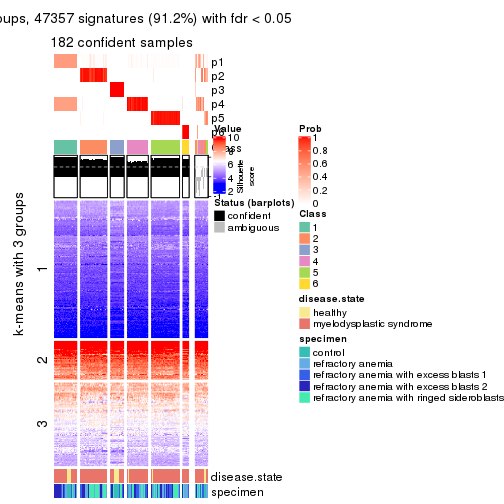 oups, 47357 signatures (91.2%) with fdr < 0.05
182 confident samples
p1
p2
p3
p4
p5
Value
10
8
6
4
2
Silhouette
score
Status (barplots)
confident
ambiguous
Prob
1
0.8
0.6
0.4
0.2
0
Class
1
2
3
4
5
6
disease.state
healthy
myelodysplastic syndrome
specimen
control
refractory anemia
refractory anemia with excess blasts 1
refractory anemia with excess blasts 2
refractory anemia with ringed sideroblasts
k-means with 3 groups
1
2
3
disease.state
specimen